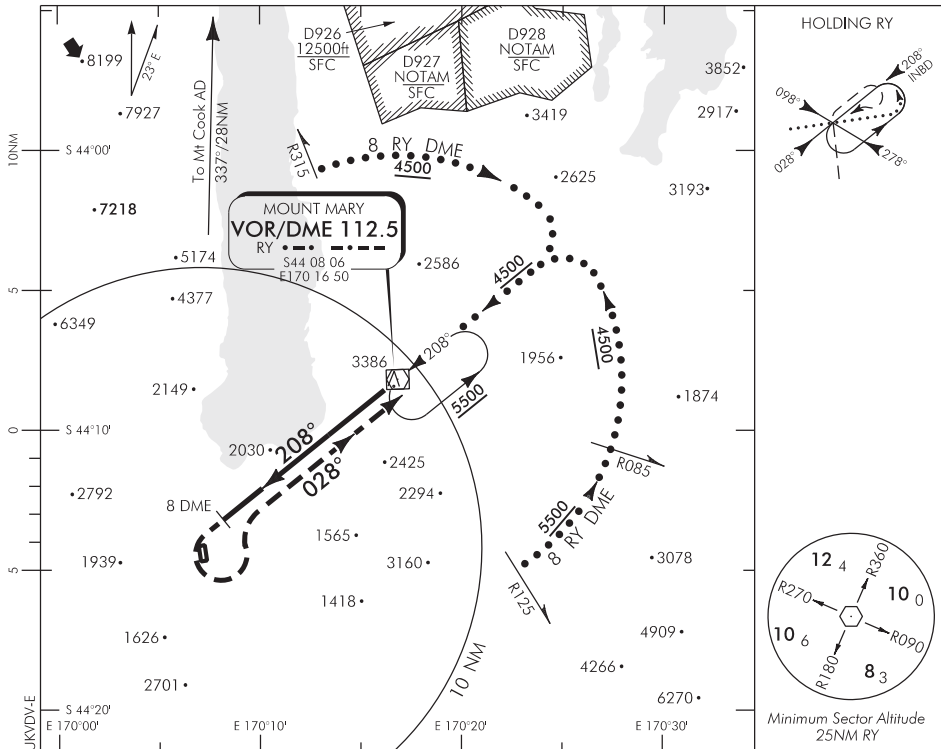 D926
12500ft
SFC
D927
NOTAM
SFC
D928
NOTAM
SFC
HOLDING RY
208°
INBD
098°
028°
278°
8199
23° E
7927
To Mt Cook AD
337°/28NM
3852
2917
3419
10NM
S 44°00'
R315
8 RY DME
4500
2625
3193
7218
MOUNT MARY
VOR/DME 112.5
RY
S44 08 06
E170 16 50
5174
2586
4500
4377
5
6349
4500
208°
3386
1956
2149
5500
1874
0
S 44°10'
208°
2030
028°
2425
R085
2792
2294
8 DME
5500
8 RY DME
1565
1939
3160
3078
5
R125
1418
1626
4909
4266
10 NM
2701
6270
S 44°20'
E 170°00'
E 170°10'
E 170°20'
E 170°30'
UKVDV-E
12 4
R360
R270
10 0
10 6
R090
R180
8 3
Minimum Sector Altitude
25NM RY